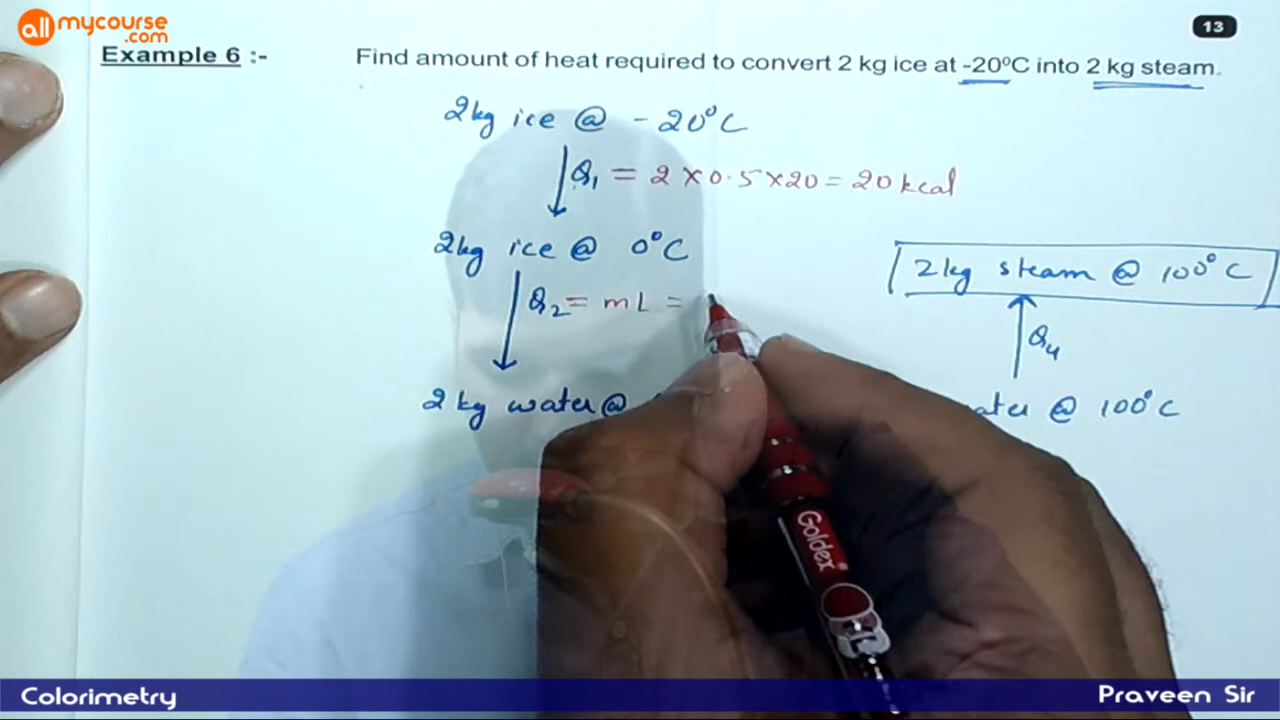 allmycourse.com
13
Example 6 :- Find amount of heat required to convert 2 kg ice at -20⁰C into 2 kg steam.
2kg ice @ -20°C
Q₁ = 2 × 0.5 × 20 = 20 kcal
2kg ice @ 0°C
Q₂ = mL =
2 kg water @
2kg steam @ 100°C
Q₄
ater @ 100°C
Goldex
Colorimetry
Praveen Sir